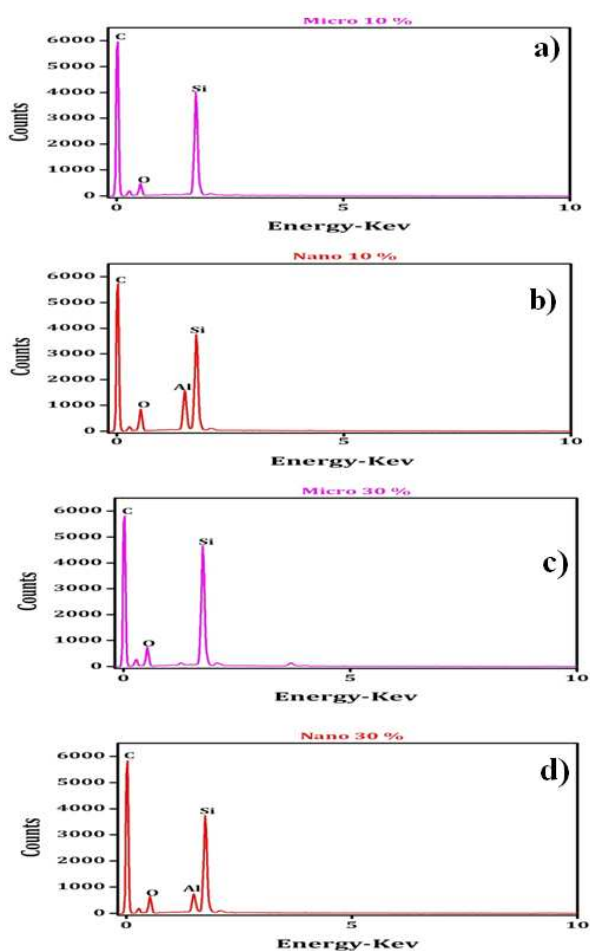 Micro 10 %
a)
6000
5000
4000
3000
2000
1000
0
Counts
C
O
Si
0
5
10
Energy-Kev
Nano 10 %
b)
6000
5000
4000
3000
2000
1000
0
Counts
C
O
Al
Si
0
5
10
Energy-Kev
Micro 30 %
c)
6000
5000
4000
3000
2000
1000
0
Counts
C
O
Si
0
5
10
Energy-Kev
Nano 30 %
d)
6000
5000
4000
3000
2000
1000
0
Counts
C
O
Al
Si
0
5
10
Energy-Kev